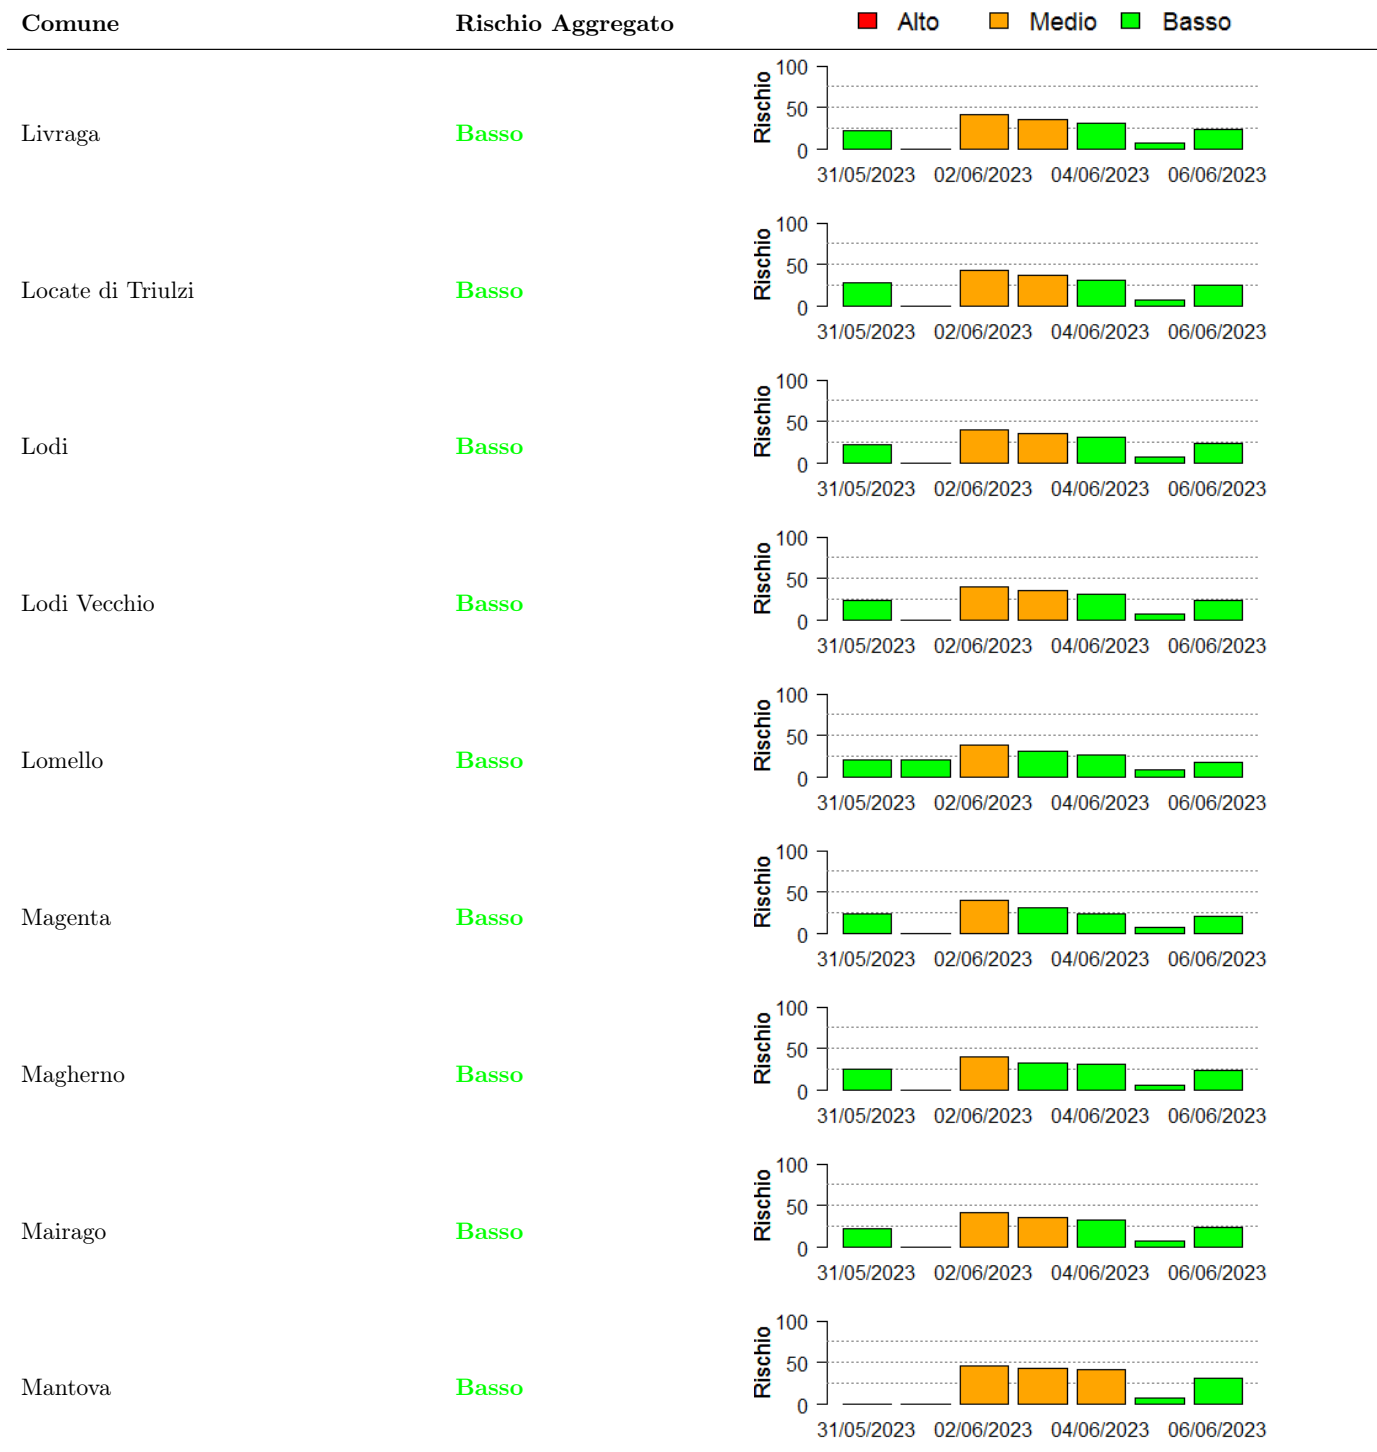 Comune Rischio Aggregato Alto Medio Basso
Livraga Basso Rischio 100 50 0
31/05/2023 02/06/2023 04/06/2023 06/06/2023
Locate di Triulzi Basso Rischio 100 50 0
31/05/2023 02/06/2023 04/06/2023 06/06/2023
Lodi Basso Rischio 100 50 0
31/05/2023 02/06/2023 04/06/2023 06/06/2023
Lodi Vecchio Basso Rischio 100 50 0
31/05/2023 02/06/2023 04/06/2023 06/06/2023
Lomello Basso Rischio 100 50 0
31/05/2023 02/06/2023 04/06/2023 06/06/2023
Magenta Basso Rischio 100 50 0
31/05/2023 02/06/2023 04/06/2023 06/06/2023
Magherno Basso Rischio 100 50 0
31/05/2023 02/06/2023 04/06/2023 06/06/2023
Mairago Basso Rischio 100 50 0
31/05/2023 02/06/2023 04/06/2023 06/06/2023
Mantova Basso Rischio 100 50 0
31/05/2023 02/06/2023 04/06/2023 06/06/2023